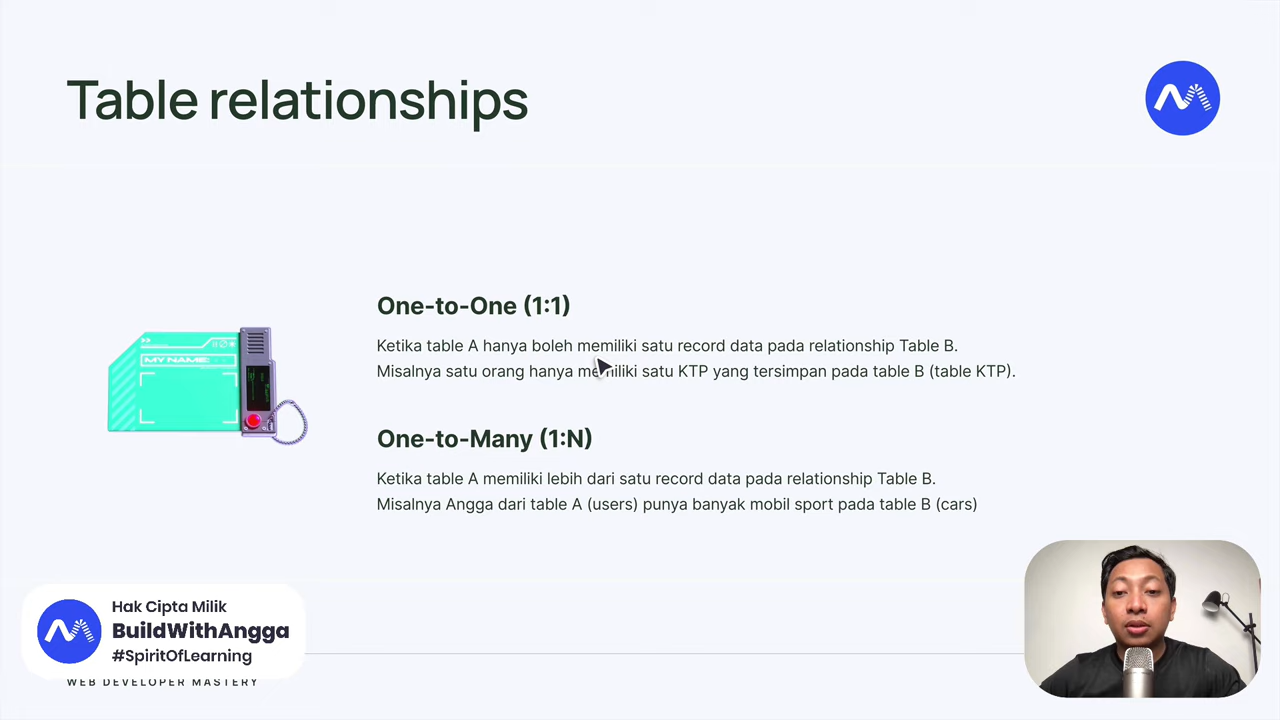 Table relationships
MY NAME:
One-to-One (1:1)
Ketika table A hanya boleh memiliki satu record data pada relationship Table B.
Misalnya satu orang hanya memiliki satu KTP yang tersimpan pada table B (table KTP).
One-to-Many (1:N)
Ketika table A memiliki lebih dari satu record data pada relationship Table B.
Misalnya Angga dari table A (users) punya banyak mobil sport pada table B (cars)
Hak Cipta Milik
BuildWithAngga
#SpiritOfLearning
WEB DEVELOPER MASTERY